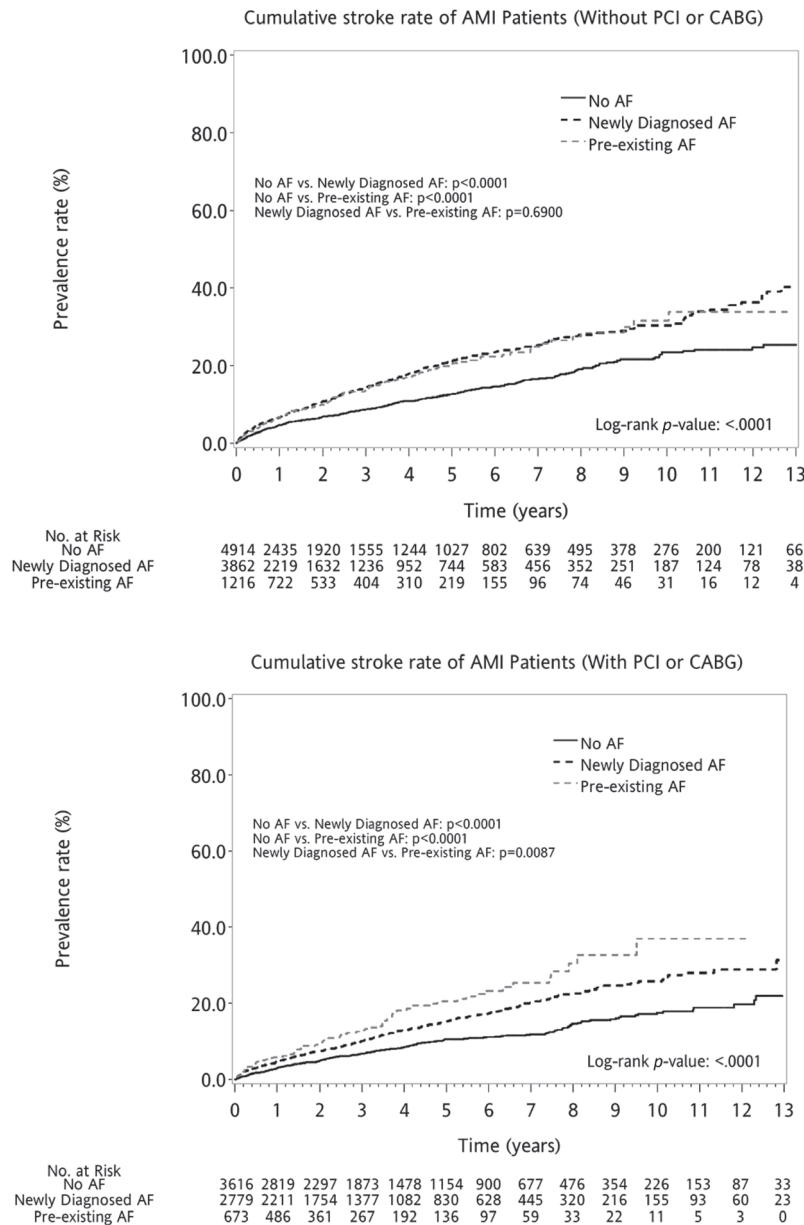 Cumulative stroke rate of AMI Patients (Without PCI or CABG)
100.0
80.0
60.0
40.0
20.0
0.0
Prevalence rate (%)
No AF
Newly Diagnosed AF
Pre-existing AF
No AF vs. Newly Diagnosed AF: p<0.0001
No AF vs. Pre-existing AF: p<0.0001
Newly Diagnosed AF vs. Pre-existing AF: p=0.6900
Log-rank p-value: <.0001
0 1 2 3 4 5 6 7 8 9 10 11 12 13
Time (years)
No. at Risk
No AF 4914 2435 1920 1555 1244 1027 802 639 495 378 276 200 121 66
Newly Diagnosed AF 3862 2219 1632 1236 952 744 583 456 352 251 187 124 78 38
Pre-existing AF 1216 722 533 404 310 219 155 96 74 46 31 16 12 4
Cumulative stroke rate of AMI Patients (With PCI or CABG)
100.0
80.0
60.0
40.0
20.0
0.0
Prevalence rate (%)
No AF
Newly Diagnosed AF
Pre-existing AF
No AF vs. Newly Diagnosed AF: p<0.0001
No AF vs. Pre-existing AF: p<0.0001
Newly Diagnosed AF vs. Pre-existing AF: p=0.0087
Log-rank p-value: <.0001
0 1 2 3 4 5 6 7 8 9 10 11 12 13
Time (years)
No. at Risk
No AF 3616 2819 2297 1873 1478 1154 900 677 476 354 226 153 87 33
Newly Diagnosed AF 2779 2211 1754 1377 1082 830 628 445 320 216 155 93 60 23
Pre-existing AF 673 486 361 267 192 136 97 59 33 22 11 5 3 0